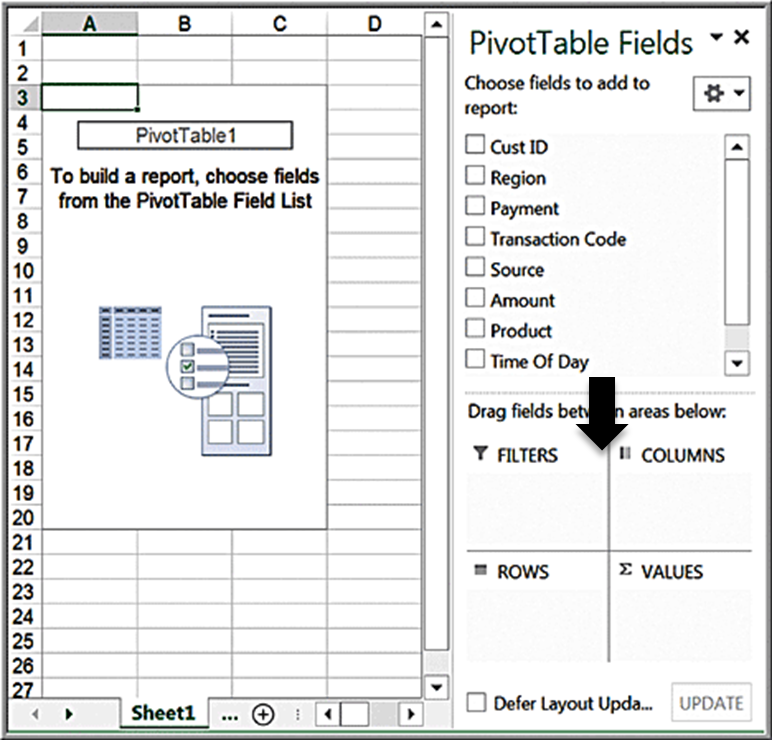 A B C D
1
2
3
4
5
6
7
8
9
10
11
12
13
14
15
16
17
18
19
20
21
22
23
24
25
26
27
PivotTable1
To build a report, choose fields
from the PivotTable Field List
Sheet1 ...
PivotTable Fields
Choose fields to add to
report:
Cust ID
Region
Payment
Transaction Code
Source
Amount
Product
Time Of Day
Drag fields between areas below:
FILTERS
COLUMNS
ROWS
Σ VALUES
Defer Layout Upda...
UPDATE